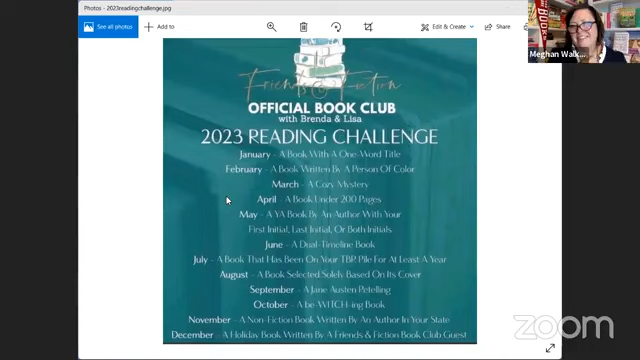 Photos - 2023readingchallenge.jpg
See all photos
Add to
Edit & Create
Share
Meghan Walk...
BOOK
Friends & Fiction
OFFICIAL BOOK CLUB
with Brenda & Lisa
2023 READING CHALLENGE
January - A Book With A One-Word Title
February - A Book Written By A Person Of Color
March - A Cozy Mystery
April - A Book Under 200 Pages
May - A YA Book By An Author With Your
First Initial, Last Initial, Or Both Initials
June - A Dual-Timeline Book
July - A Book That Has Been On Your TBR Pile For At Least A Year
August - A Book Selected Solely Based On Its Cover
September - A Jane Austen Retelling
October - A be-WITCH-ing Book
November - A Non-Fiction Book Written By An Author In Your State
December - A Holiday Book Written By A Friends & Fiction Book Club Guest
zoom